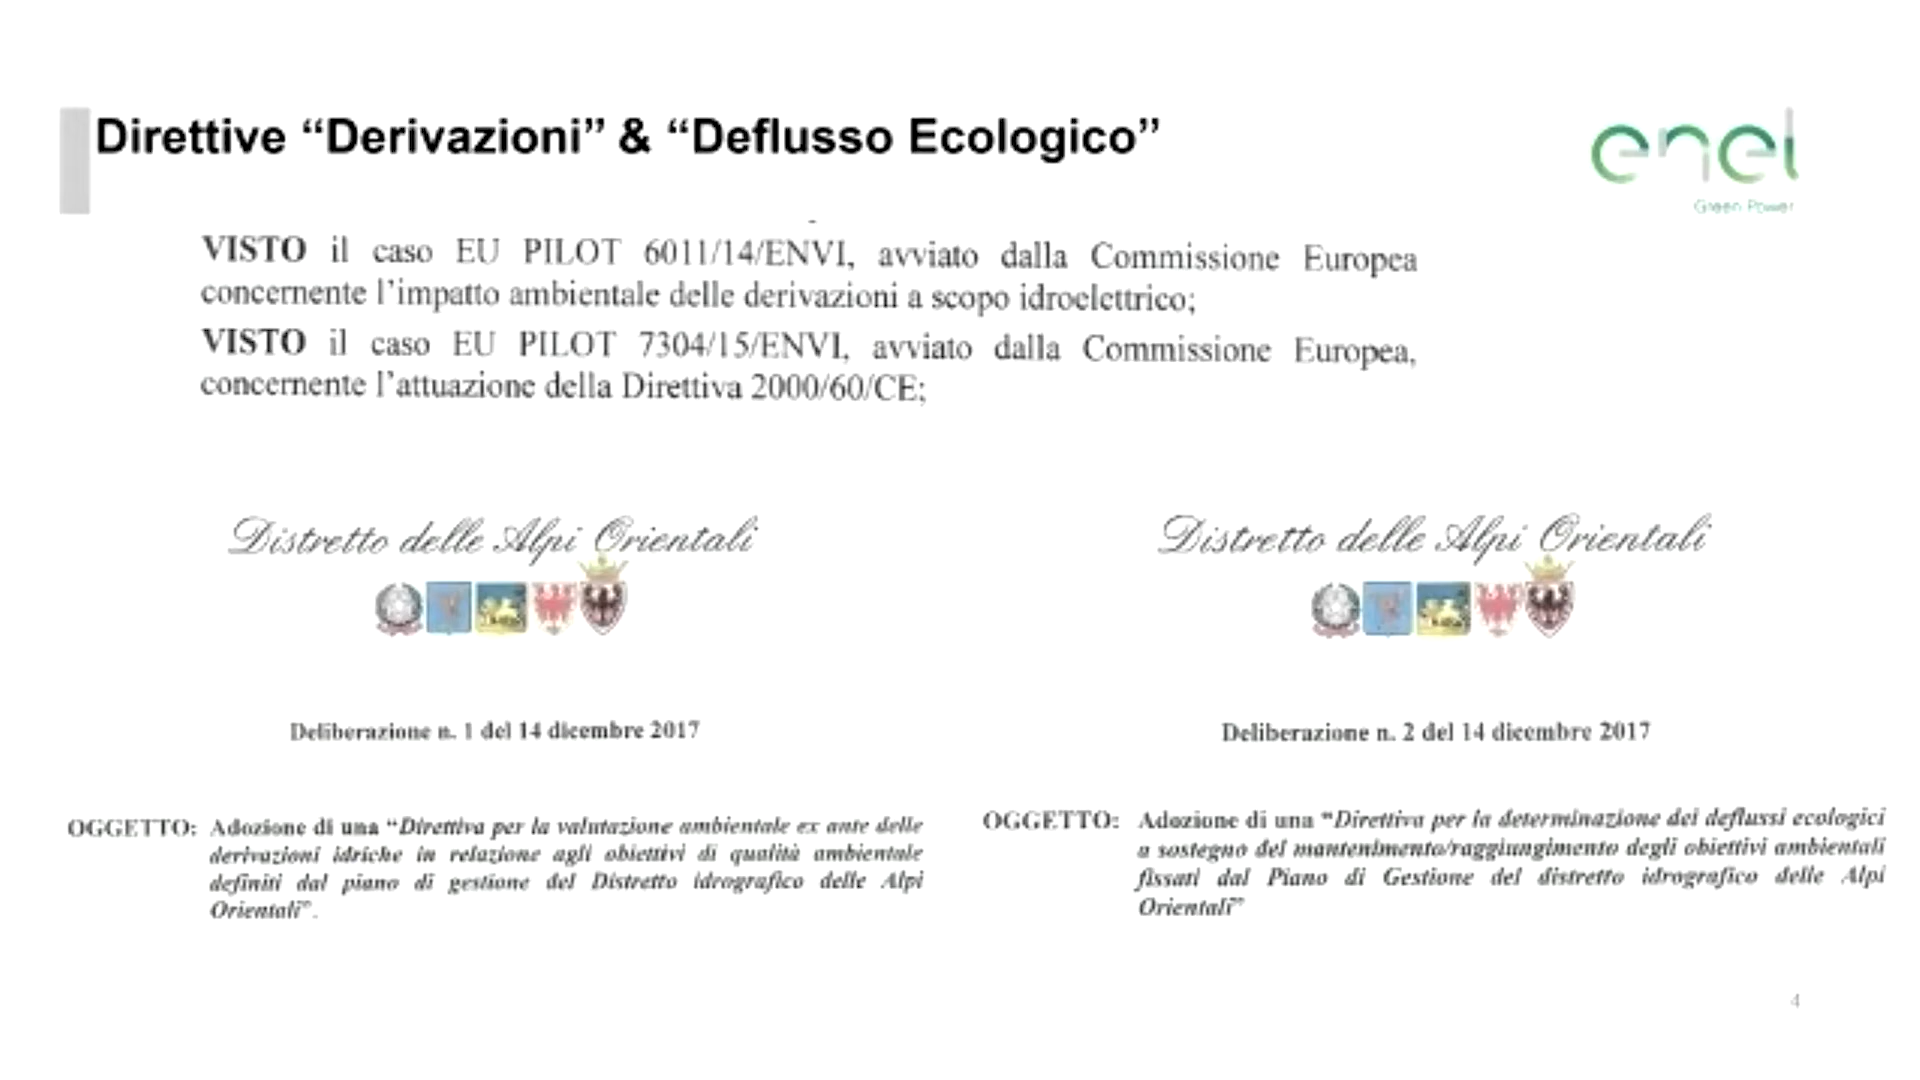 Direttive “Derivazioni” & “Deflusso Ecologico”
enel
Green Power
VISTO il caso EU PILOT 6011/14/ENVI, avviato dalla Commissione Europea
concernente l’impatto ambientale delle derivazioni a scopo idroelettrico;
VISTO il caso EU PILOT 7304/15/ENVI, avviato dalla Commissione Europea,
concernente l’attuazione della Direttiva 2000/60/CE;
Distretto delle Alpi Orientali
Deliberazione n. 1 del 14 dicembre 2017
OGGETTO: Adozione di una “Direttiva per la valutazione ambientale ex ante delle
derivazioni idriche in relazione agli obiettivi di qualità ambientale
definiti dal piano di gestione del Distretto idrografico delle Alpi
Orientali”.
Distretto delle Alpi Orientali
Deliberazione n. 2 del 14 dicembre 2017
OGGETTO: Adozione di una “Direttiva per la determinazione dei deflussi ecologici
a sostegno del mantenimento/raggiungimento degli obiettivi ambientali
fissati dal Piano di Gestione del distretto idrografico delle Alpi
Orientali”
4